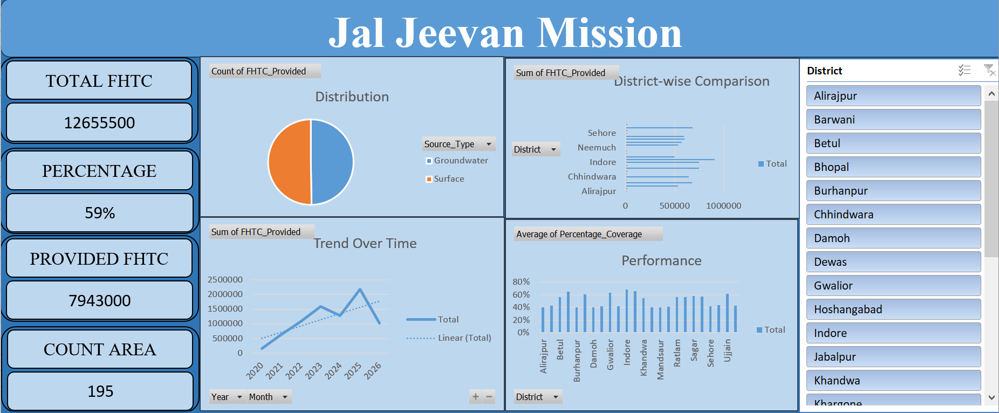 Jal Jeevan Mission
TOTAL FHTC
12655500
PERCENTAGE
59%
PROVIDED FHTC
7943000
COUNT AREA
195
Count of FHTC_Provided
Distribution
Source_Type
Groundwater
Surface
Sum of FHTC_Provided
District-wise Comparison
District
Sehore
Neemuch
Indore
Chhindwara
Alirajpur
0 500000 1000000
Total
Sum of FHTC_Provided
Trend Over Time
2500000
2000000
1500000
1000000
500000
0
2020 2021 2022 2023 2024 2025 2026
Total
Linear (Total)
Year Month
+ −
Average of Percentage_Coverage
Performance
80%
60%
40%
20%
0%
Alirajpur Betul Burhanpur Damoh Gwalior Indore Khandwa Mandsaur Ratlam Sagar Sehore Ujjain
Total
District
District
Alirajpur
Barwani
Betul
Bhopal
Burhanpur
Chhindwara
Damoh
Dewas
Gwalior
Hoshangabad
Indore
Jabalpur
Khandwa
Khargone